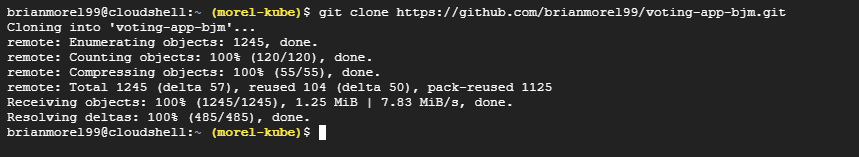 brianmorel99@cloudshell:~ (morel-kube)$ git clone https://github.com/brianmorel99/voting-app-bjm.git
Cloning into 'voting-app-bjm'...
remote: Enumerating objects: 1245, done.
remote: Counting objects: 100% (120/120), done.
remote: Compressing objects: 100% (55/55), done.
remote: Total 1245 (delta 57), reused 104 (delta 50), pack-reused 1125
Receiving objects: 100% (1245/1245), 1.25 MiB | 7.83 MiB/s, done.
Resolving deltas: 100% (485/485), done.
brianmorel99@cloudshell:~ (morel-kube)$